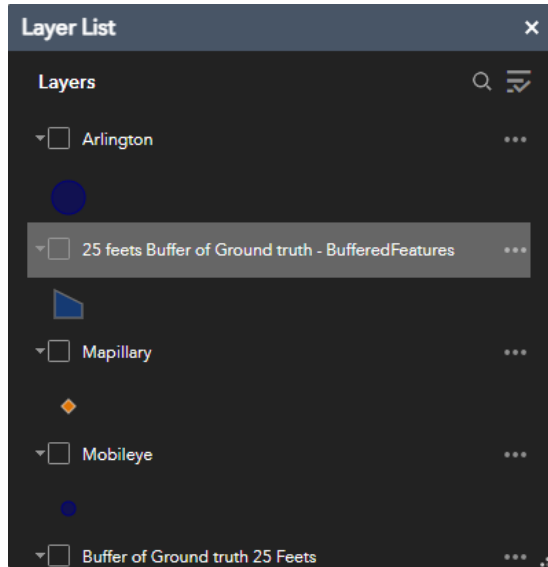 Layer List
Layers
Arlington
25 feets Buffer of Ground truth - BufferedFeatures
Mapillary
Mobileye
Buffer of Ground truth 25 Feets